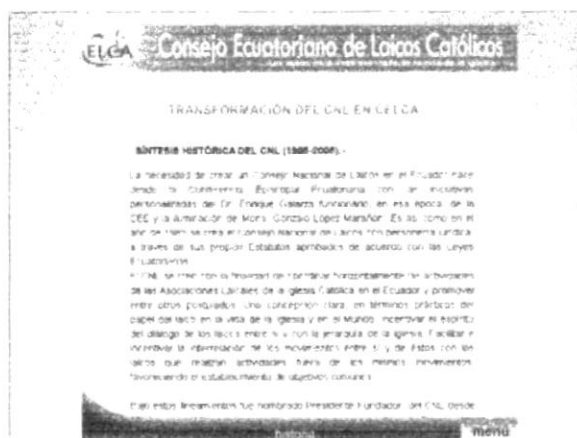 ELCA Consejo Ecuatoriano de Laicos Católicos
TRANSFORMACIÓN DEL CNL EN CELCA
SÍNTESIS HISTÓRICA DEL CNL
La necesidad de crear un Consejo Nacional de Laicos en el Ecuador nace
desde la Conferencia Episcopal Ecuatoriana con las iniciativas
personalizadas del Dr. Enrique Galarza funcionario, en esa época, de la
CEE y la Animación de Mons. Gonzalo López Marañón. Es así como en el
año de se crea el Consejo Nacional de Laicos con personería jurídica,
a través de sus propios Estatutos aprobados de acuerdo con las Leyes
Ecuatorianas.
El CNL se creó con la finalidad de coordinar horizontalmente las actividades
de las Asociaciones Laicales de la Iglesia Católica en el Ecuador y promover
entre otros postulados: Una concepción clara, en términos prácticos del
papel del laico en la vida de la Iglesia y en el Mundo. Incentivar el espíritu
del diálogo de los laicos entre sí y con la jerarquía de la Iglesia. Facilitar e
incentivar la interrelación de los movimientos entre sí y de éstos con los
laicos que realizan actividades fuera de los mismos movimientos,
favoreciendo el establecimiento de objetivos comunes.
Bajo estos lineamientos fue nombrado Presidente Fundador del CNL desde
historia
menú